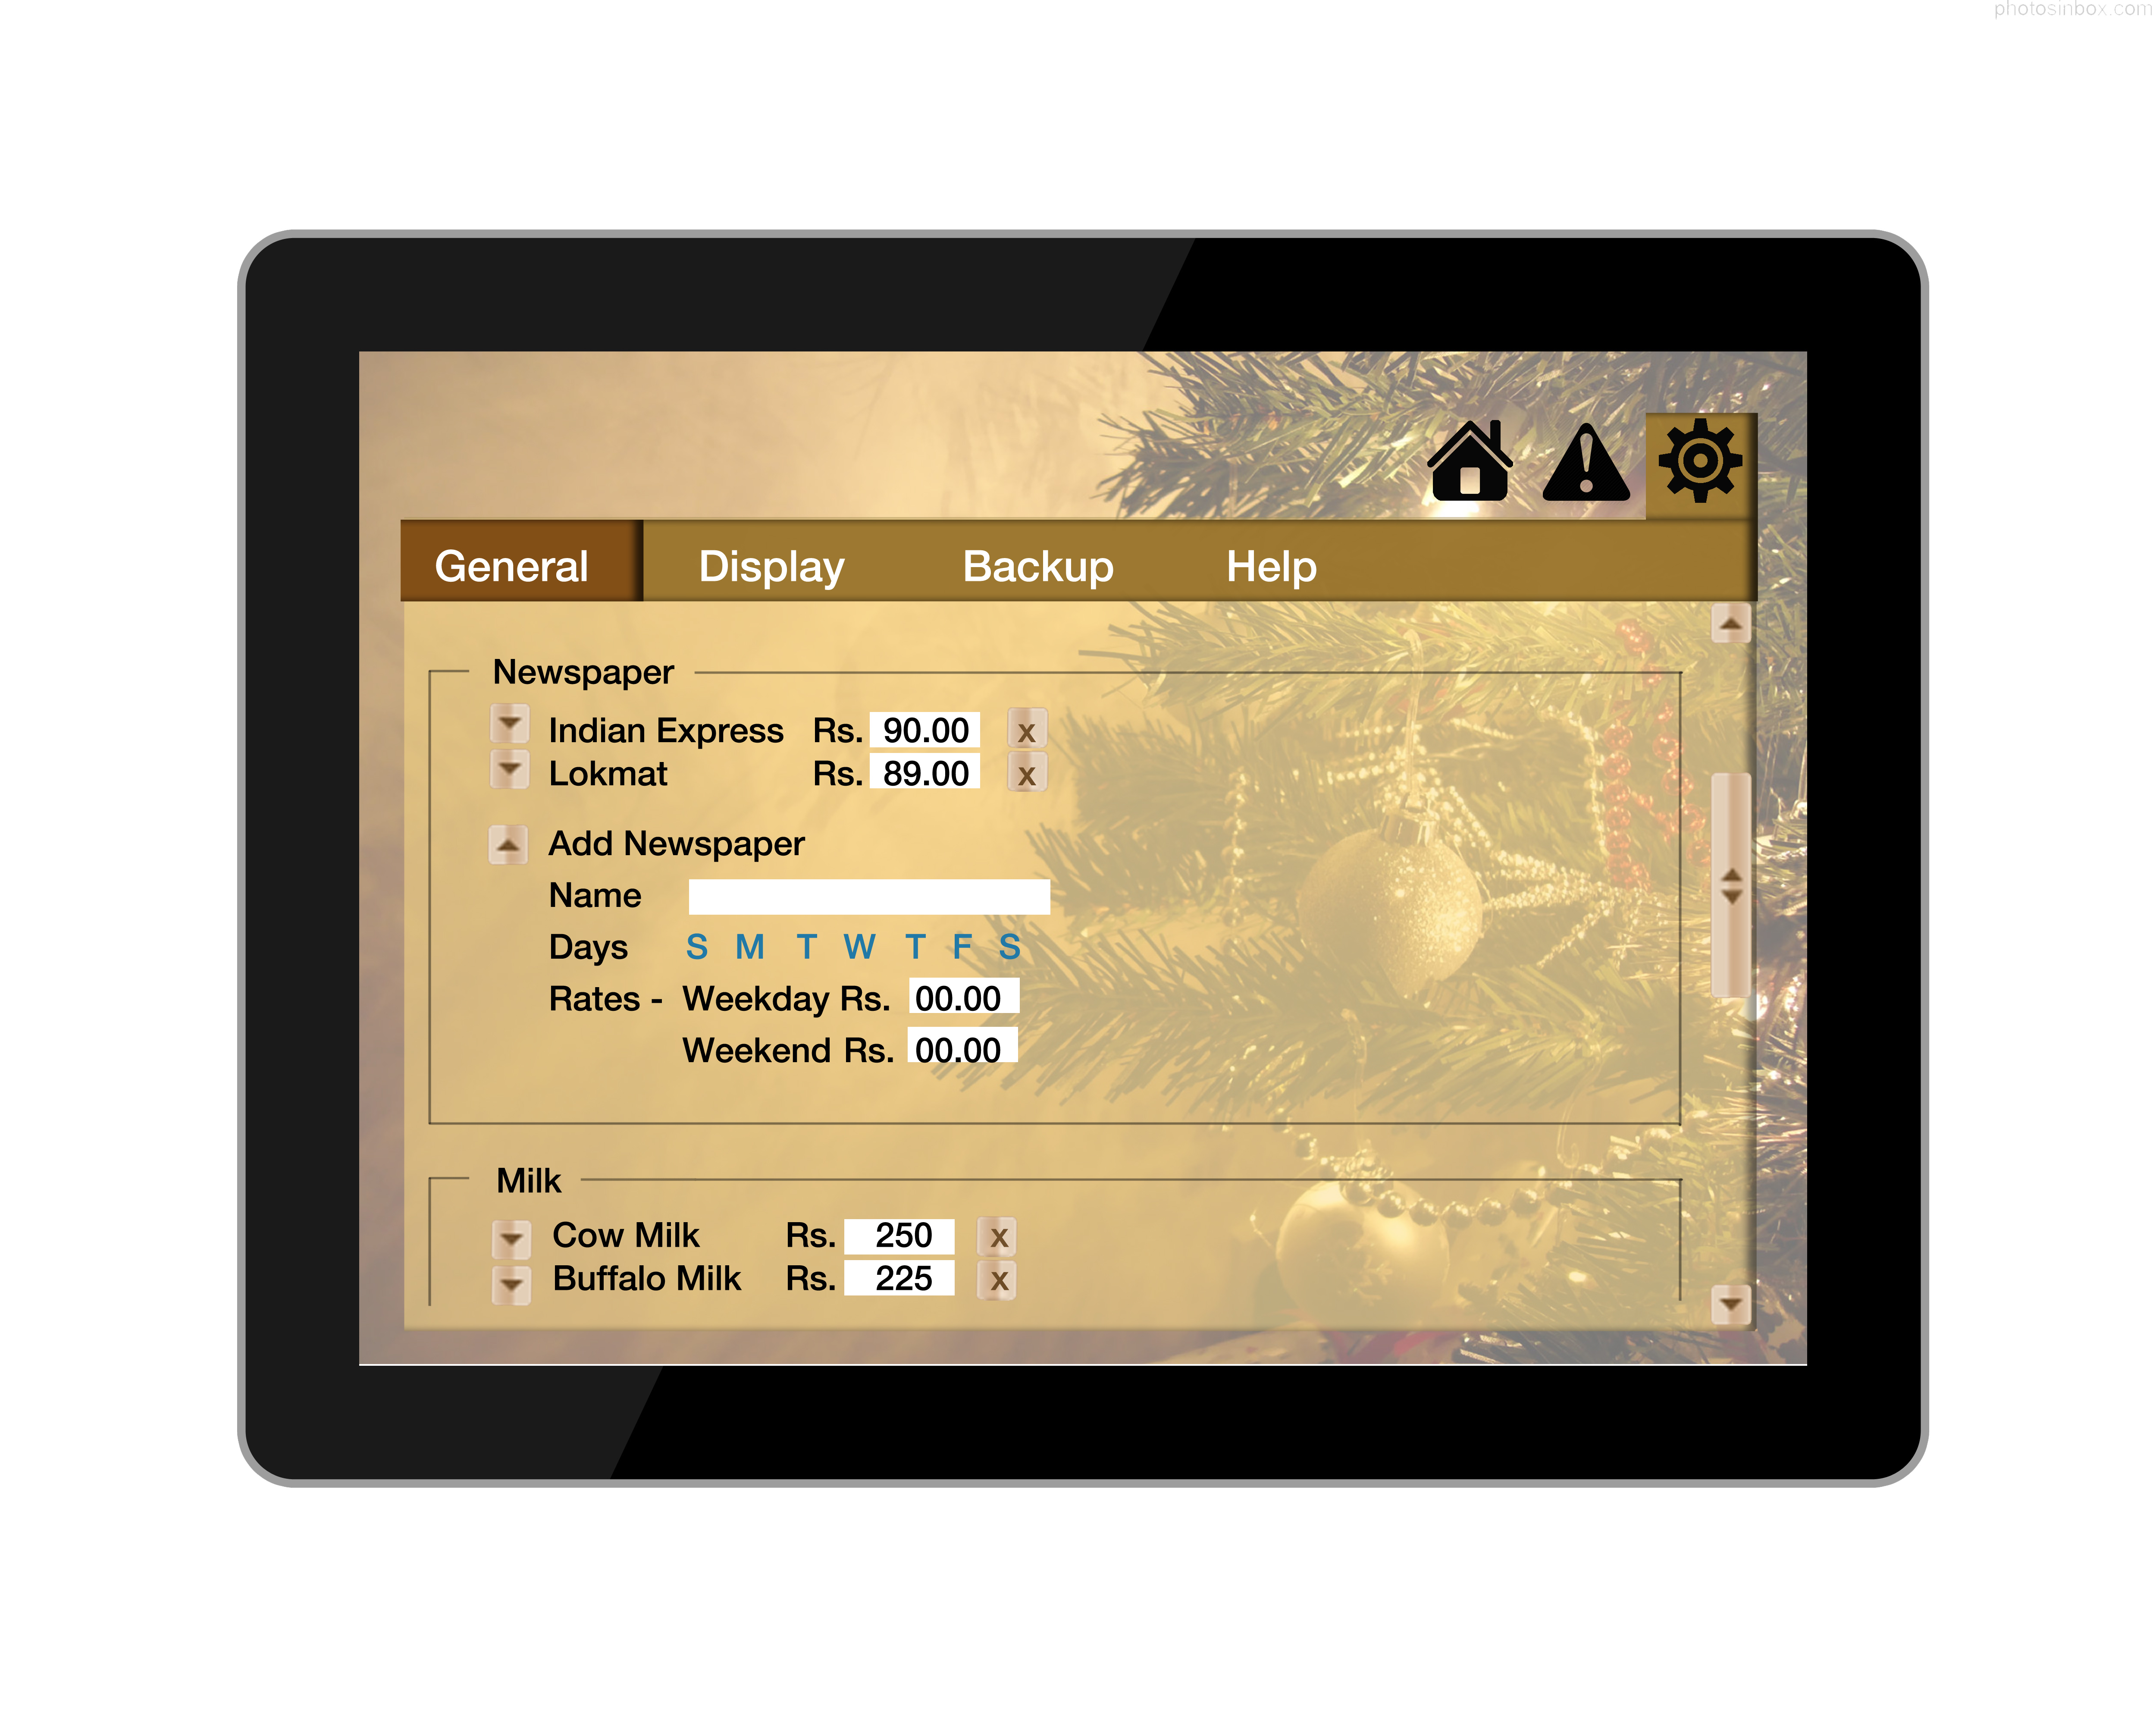 photosinbox.com
General Display Backup Help
Newspaper
Indian Express Rs. 90.00 x
Lokmat Rs. 89.00 x
Add Newspaper
Name
Days S M T W T F S
Rates - Weekday Rs. 00.00
Weekend Rs. 00.00
Milk
Cow Milk Rs. 250 x
Buffalo Milk Rs. 225 x